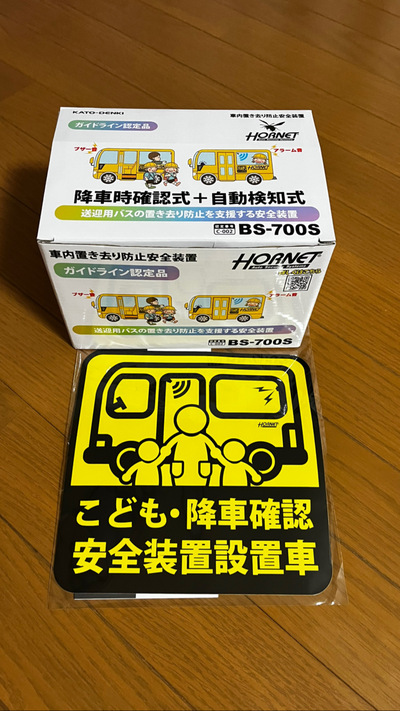 KATO-DENKI
車内置き去り防止安全装置
ガイドライン認定品
HORNET
ブザー音
アラーム音
降車時確認式＋自動検知式
送迎用バスの置き去り防止を支援する安全装置
C-002
BS-700S
車内置き去り防止安全装置
HORNET
ガイドライン認定品
ブザー音
アラーム音
送迎用バスの置き去り防止を支援する安全装置
BS-700S
HORNET
こども・降車確認
安全装置設置車